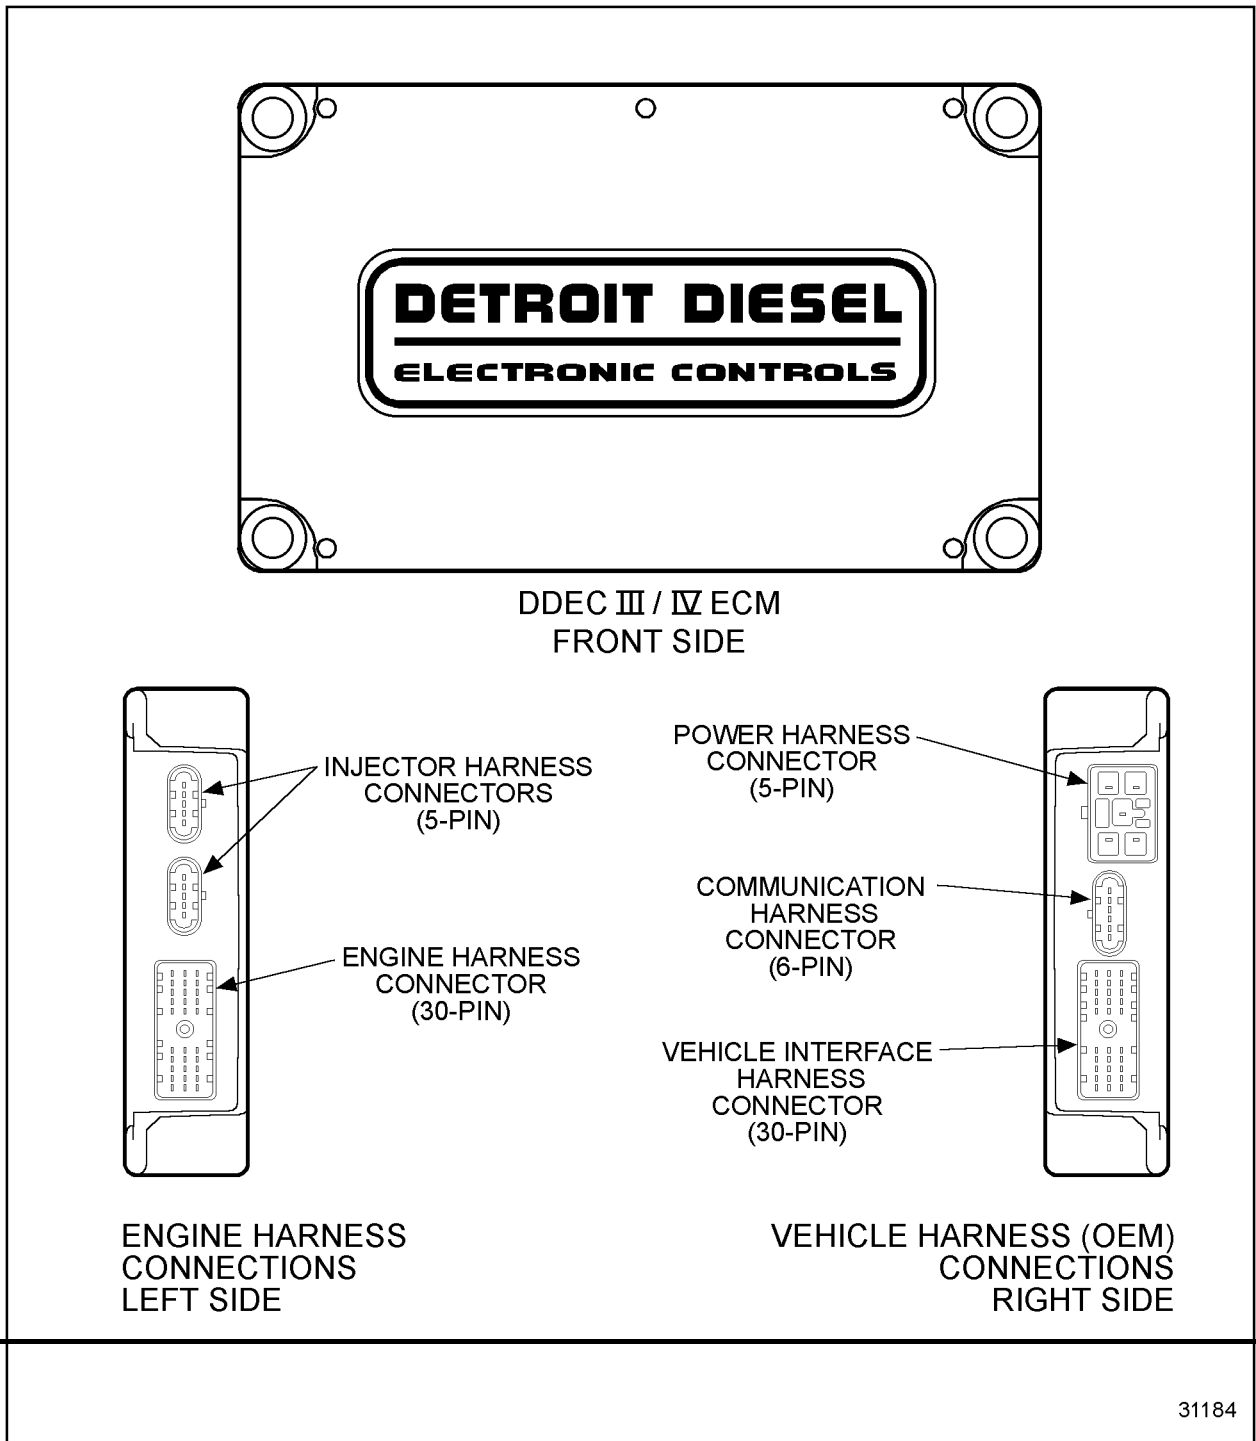 DETROIT DIESEL
ELECTRONIC CONTROLS
DDEC III / IV ECM
FRONT SIDE
INJECTOR HARNESS
CONNECTORS
(5-PIN)
ENGINE HARNESS
CONNECTOR
(30-PIN)
POWER HARNESS
CONNECTOR
(5-PIN)
COMMUNICATION
HARNESS
CONNECTOR
(6-PIN)
VEHICLE INTERFACE
HARNESS
CONNECTOR
(30-PIN)
ENGINE HARNESS
CONNECTIONS
LEFT SIDE
VEHICLE HARNESS (OEM)
CONNECTIONS
RIGHT SIDE
31184